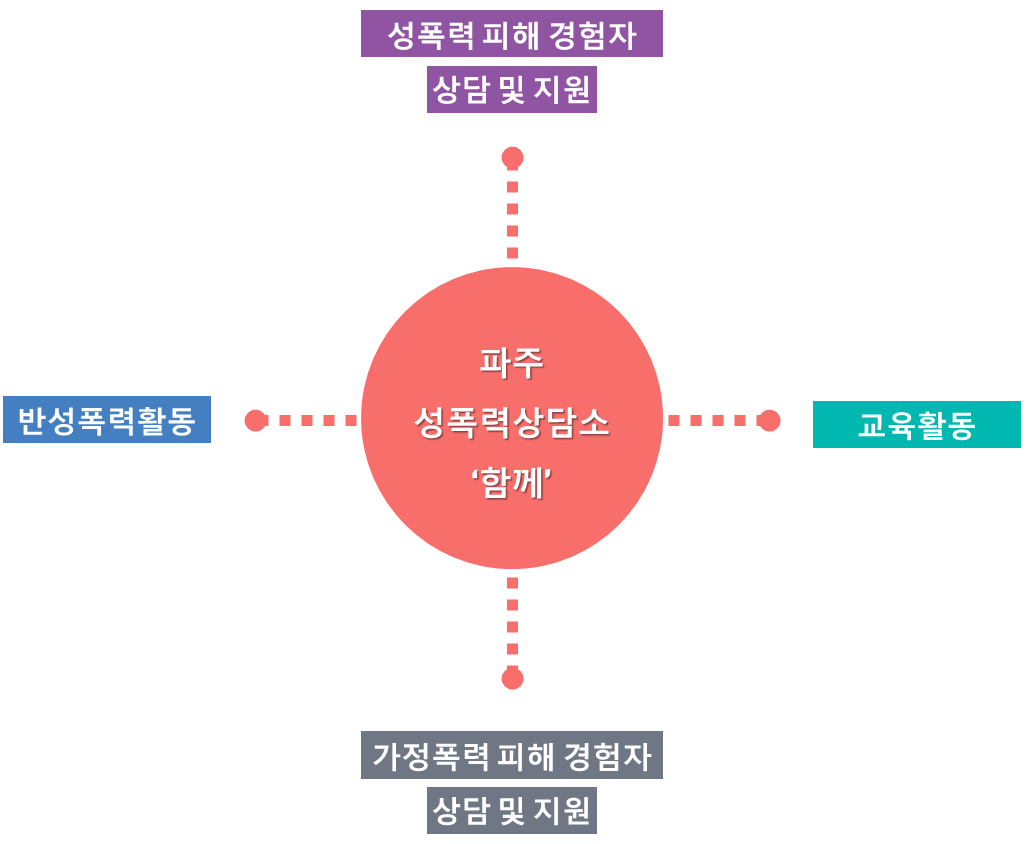 성폭력 피해 경험자
상담 및 지원
파주
성폭력상담소
‘함께’
반성폭력활동
교육활동
가정폭력 피해 경험자
상담 및 지원